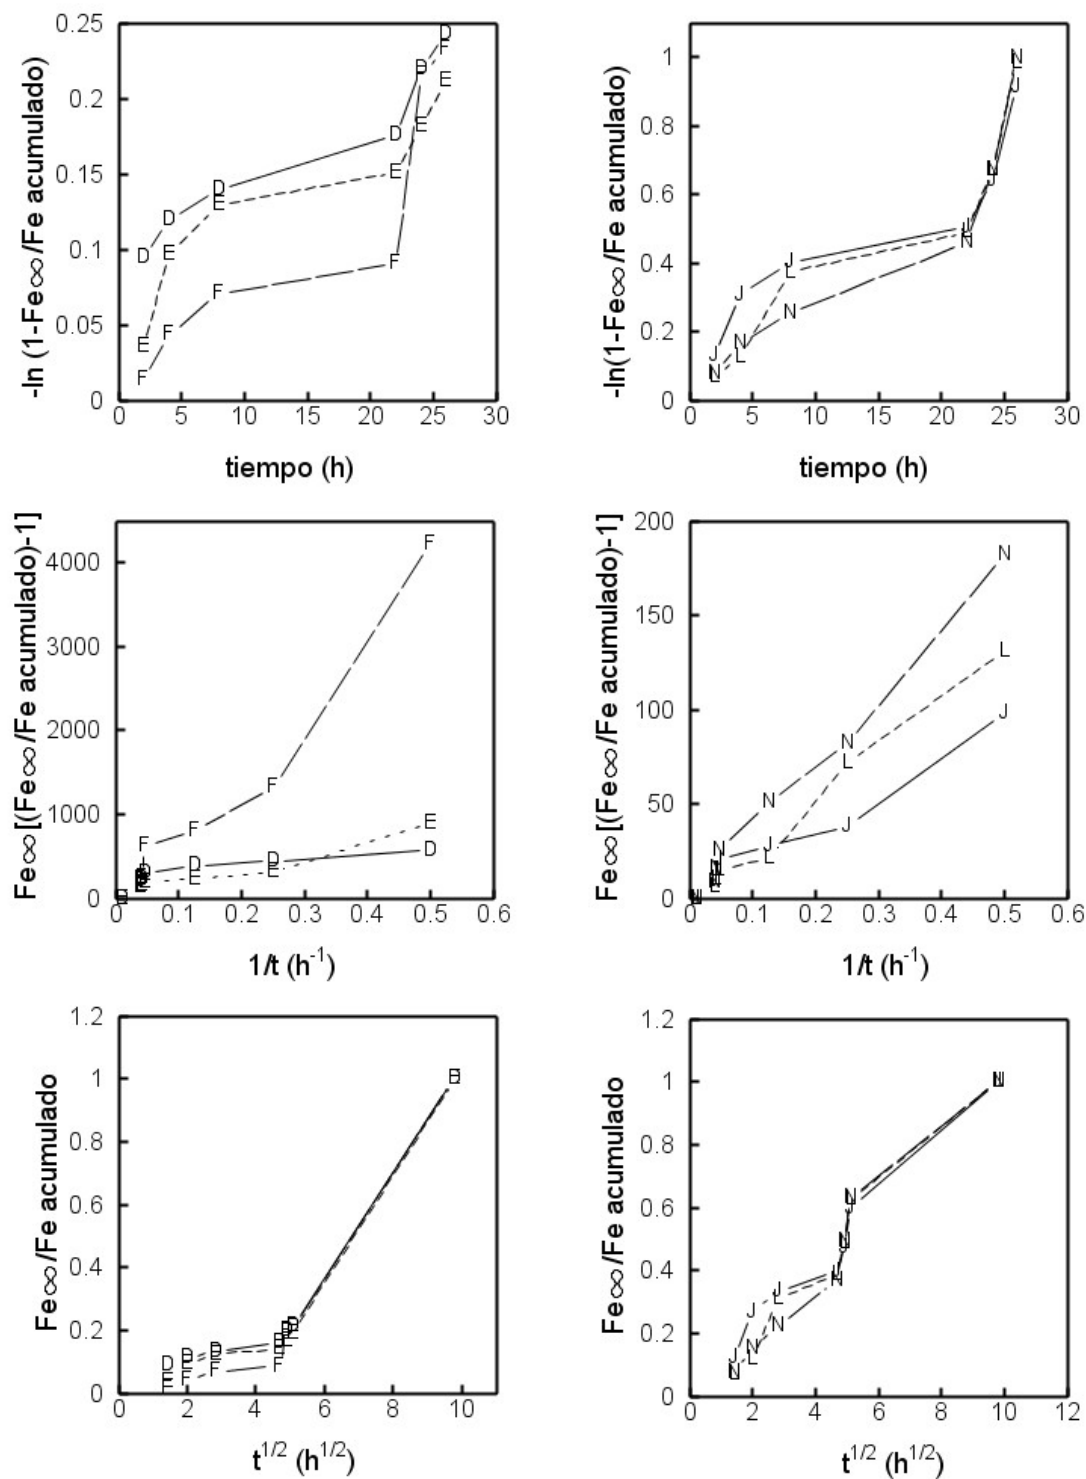 -ln (1-Fe∞/Fe acumulado)
0.25
0.2
0.15
0.1
0.05
0
D D D D D D
E E E E E E
F F F F F F
0 5 10 15 20 25 30
tiempo (h)
-ln(1-Fe∞/Fe acumulado)
1
0.8
0.6
0.4
0.2
0
J J J J J
L L L
N N N N N N
0 5 10 15 20 25 30
tiempo (h)
Fe∞[(Fe∞/Fe acumulado)-1]
4000
3000
2000
1000
0
F F F F
E E E
D D D
0 0.1 0.2 0.3 0.4 0.5 0.6
1/t (h⁻¹)
Fe∞[(Fe∞/Fe acumulado)-1]
200
150
100
50
0
N N N N
L L L
J J J
0 0.1 0.2 0.3 0.4 0.5 0.6
1/t (h⁻¹)
Fe∞/Fe acumulado
1.2
1
0.8
0.6
0.4
0.2
0
D D D D
F F F
0 2 4 6 8 10
t¹/² (h¹/²)
Fe∞/Fe acumulado
1.2
1
0.8
0.6
0.4
0.2
0
J J J J
L L
N N N N N N
0 2 4 6 8 10 12
t¹/² (h¹/²)